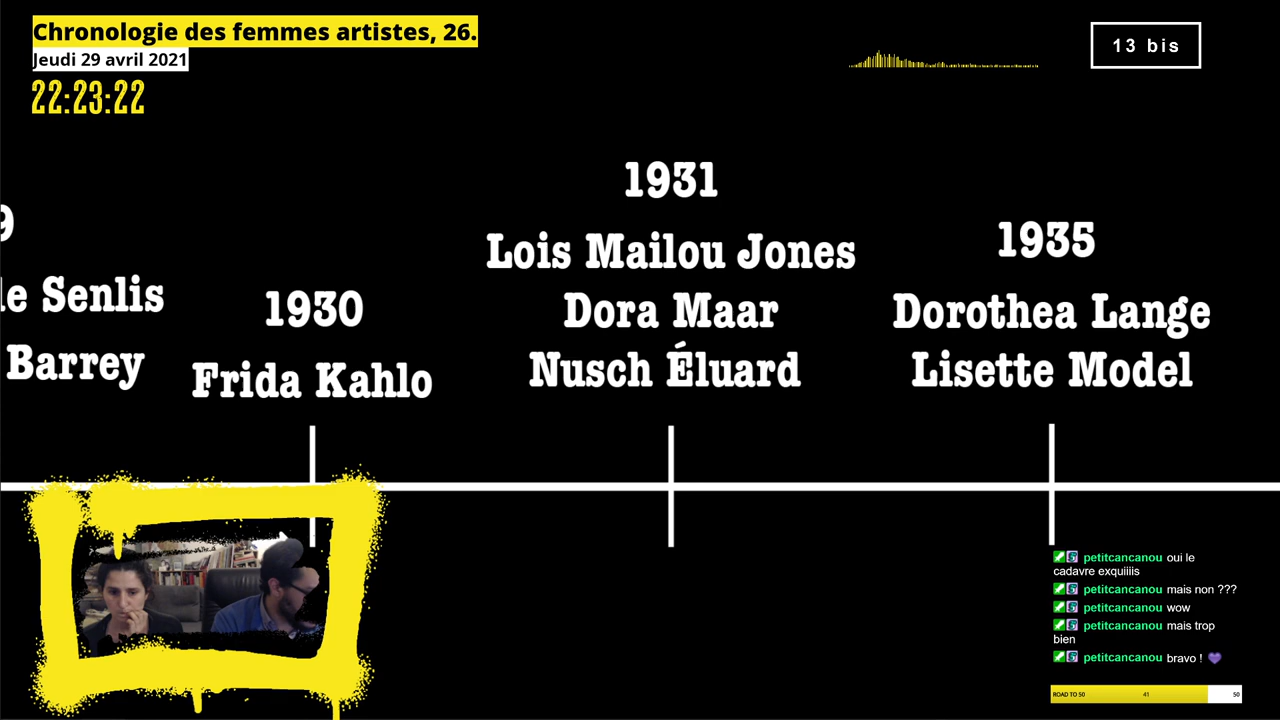 Chronologie des femmes artistes, 26.
Jeudi 29 avril 2021
22:23:22
13 bis
9
le Senlis
Barrey
1930
Frida Kahlo
1931
Lois Mailou Jones
Dora Maar
Nusch Éluard
1935
Dorothea Lange
Lisette Model
petitcancanou oui le
cadavre exquiiiis
petitcancanou mais non ???
petitcancanou wow
petitcancanou mais trop
bien
petitcancanou bravo !
ROAD TO 50 41 50